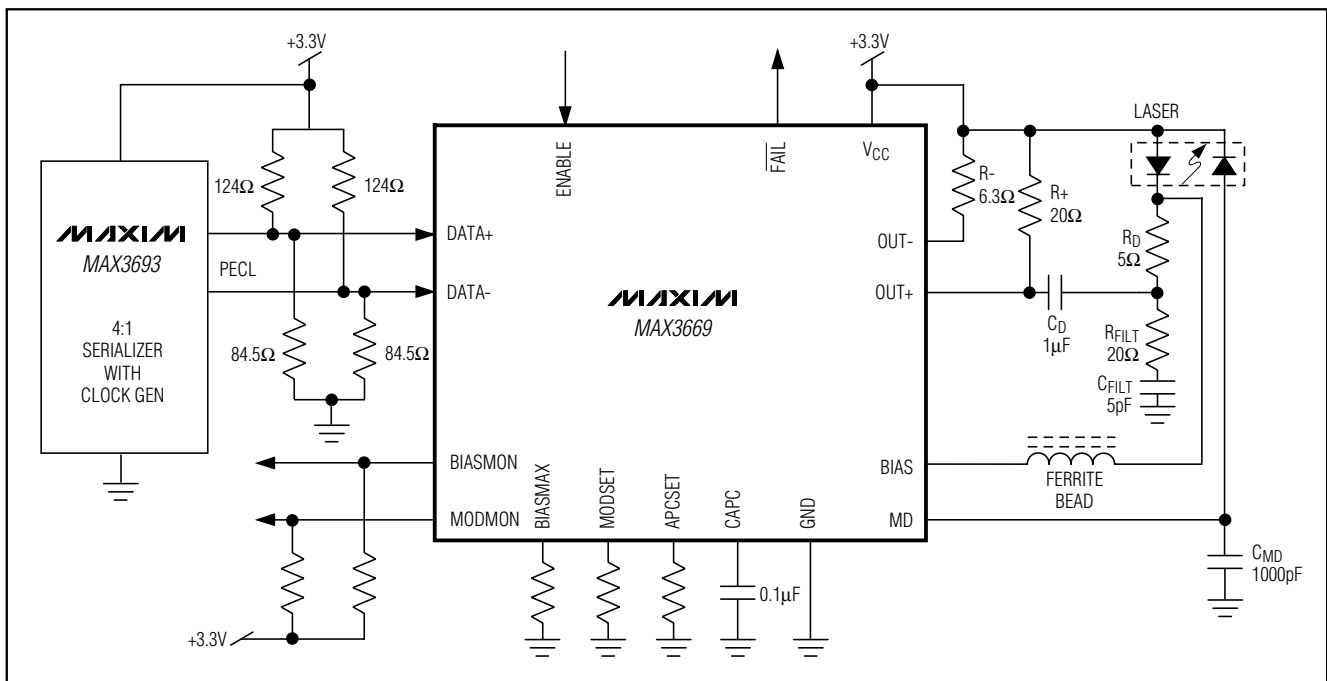 +3.3V
+3.3V
LASER
ENABLE
FAIL
VCC
124Ω
124Ω
R-
6.3Ω
R+
20Ω
MAXIM
MAX3693
DATA+
OUT-
RD
5Ω
PECL
DATA-
MAXIM
MAX3669
OUT+
CD
1µF
4:1
SERIALIZER
WITH
CLOCK GEN
84.5Ω
84.5Ω
RFILT
20Ω
CFILT
5pF
BIASMON
BIAS
FERRITE
BEAD
MODMON
BIASMAX
MODSET
APCSET
CAPC
GND
MD
CMD
1000pF
0.1µF
+3.3V